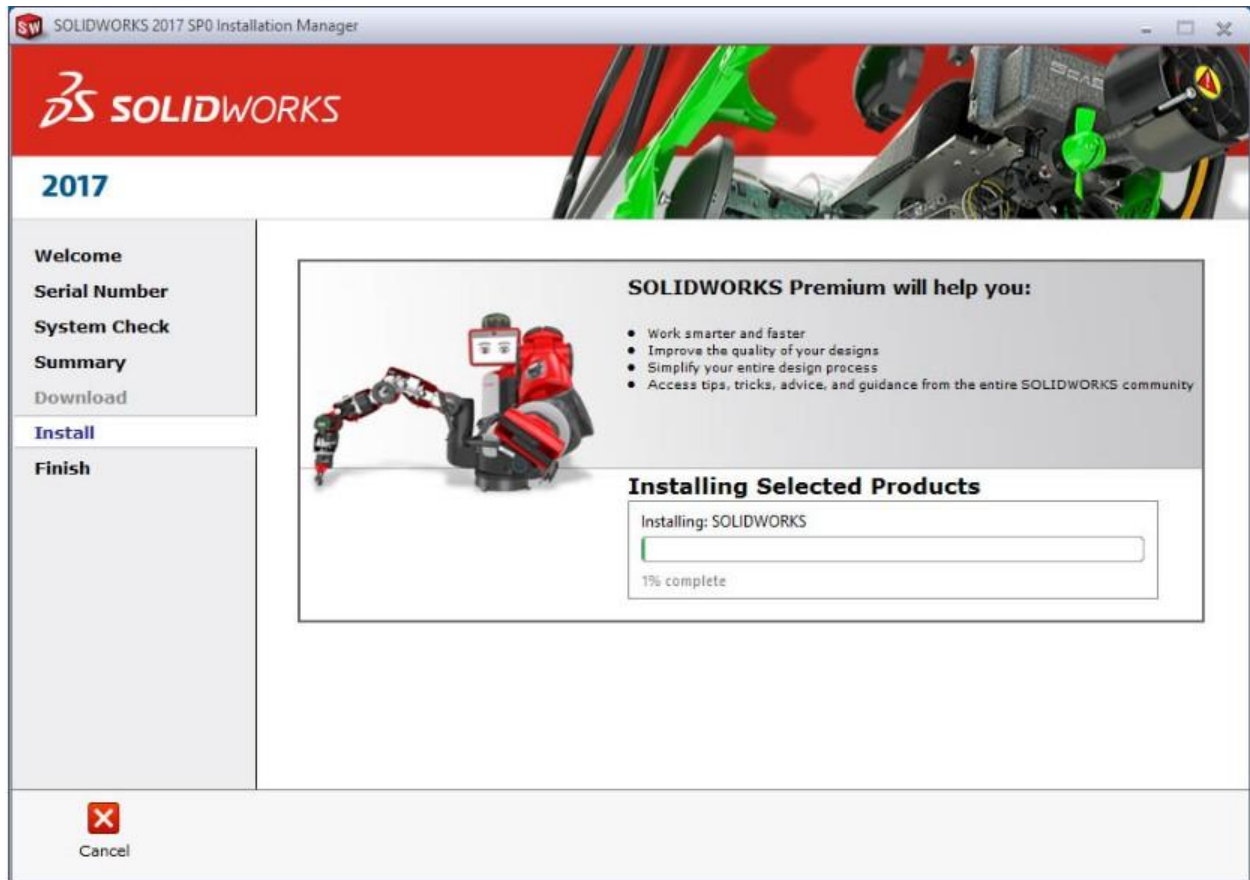 SOLIDWORKS 2017 SP0 Installation Manager
SOLIDWORKS
2017
Welcome
Serial Number
System Check
Summary
Download
Install
Finish
SOLIDWORKS Premium will help you:
Work smarter and faster
Improve the quality of your designs
Simplify your entire design process
Access tips, tricks, advice, and guidance from the entire SOLIDWORKS community
Installing Selected Products
Installing: SOLIDWORKS
1% complete
Cancel